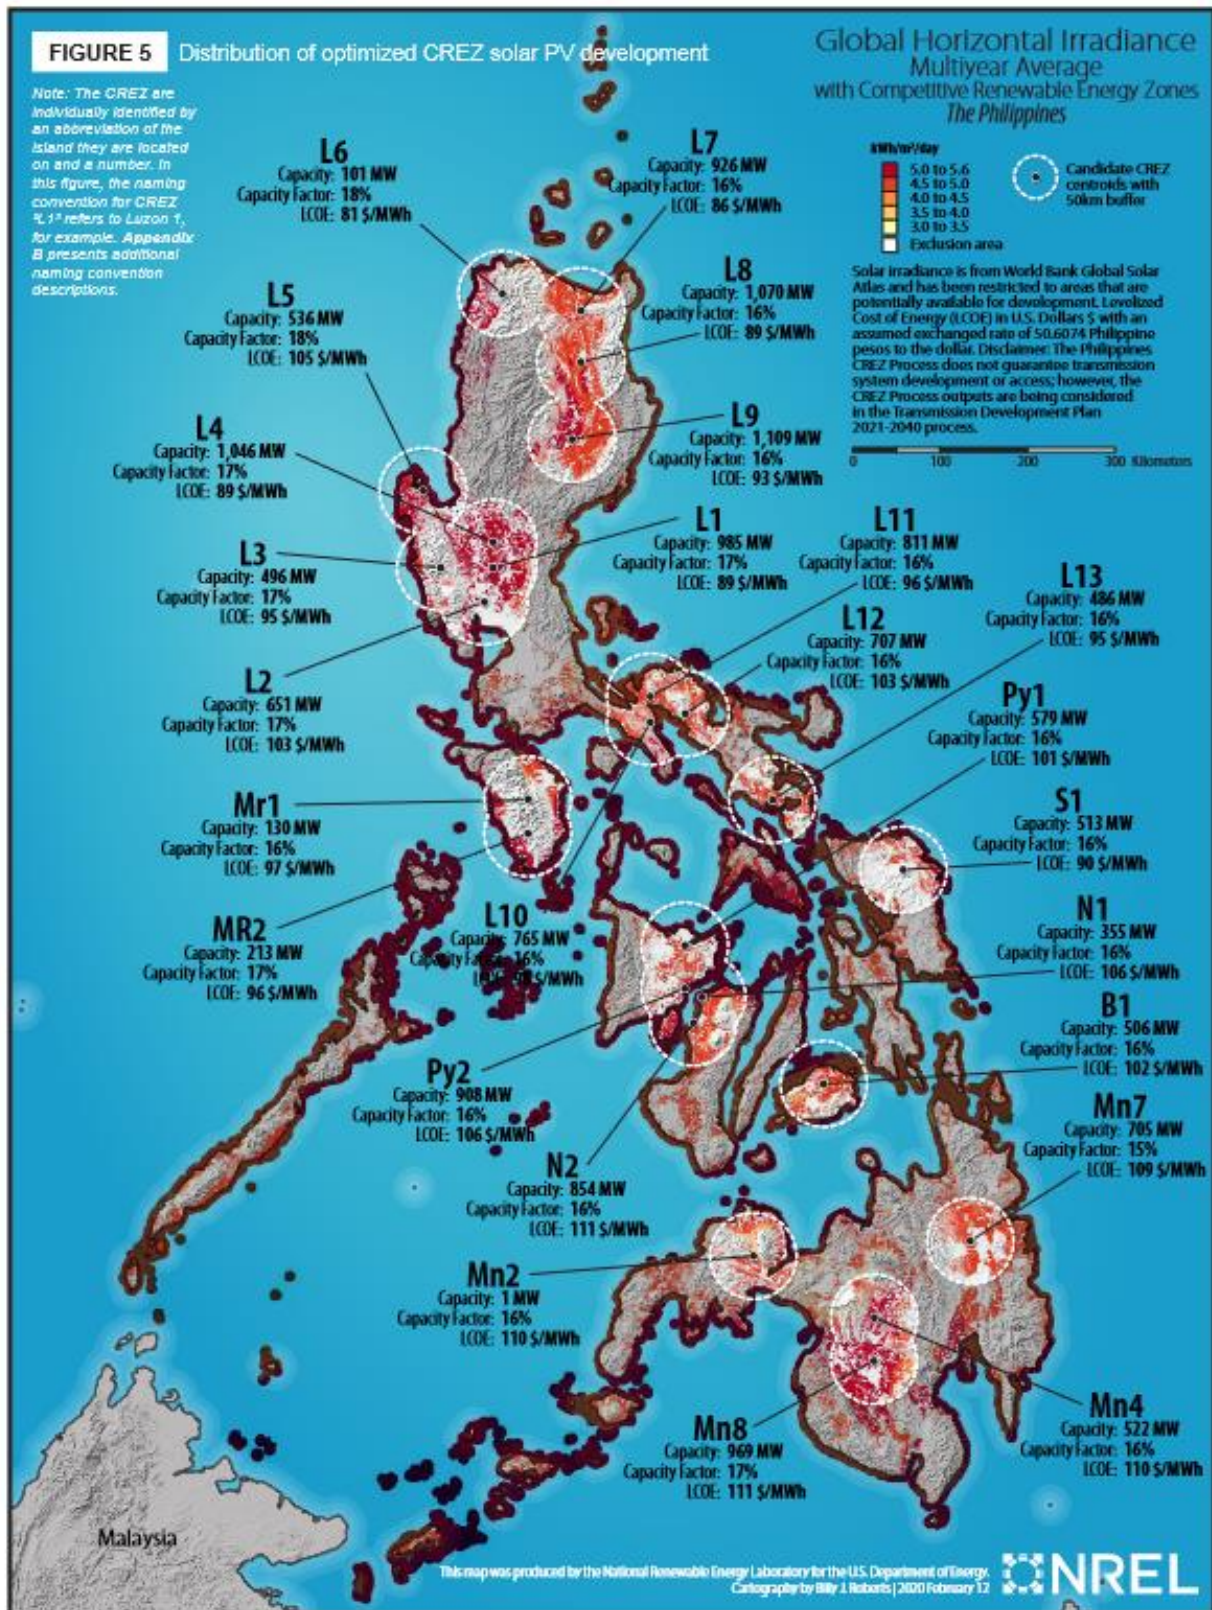 FIGURE 5 Distribution of optimized CREZ solar PV development
Note: The CREZ are
individually identified by
an abbreviation of the
island they are located
on and a number. In
this figure, the naming
convention for CREZ
"L1" refers to Luzon 1,
for example. Appendix
B presents additional
naming convention
descriptions.
Global Horizontal Irradiance
Multiyear Average
with Competitive Renewable Energy Zones
The Philippines
kWh/m²/day
5.0 to 5.6
4.5 to 5.0
4.0 to 4.5
3.5 to 4.0
3.0 to 3.5
Exclusion area
Candidate CREZ
centroids with
50km buffer
Solar irradiance is from World Bank Global Solar
Atlas and has been restricted to areas that are
potentially available for development. Levelized
Cost of Energy (LCOE) in U.S. Dollars $ with an
assumed exchanged rate of 50.6074 Philippine
pesos to the dollar. Disclaimer: The Philippines
CREZ Process does not guarantee transmission
system development or access; however, the
CREZ Process outputs are being considered
in the Transmission Development Plan
2021-2040 process.
0 100 200 300 Kilometers
L6
Capacity: 101 MW
Capacity Factor: 18%
LCOE: 81 $/MWh
L7
Capacity: 926 MW
Capacity Factor: 16%
LCOE: 86 $/MWh
L5
Capacity: 536 MW
Capacity Factor: 18%
LCOE: 105 $/MWh
L8
Capacity: 1,070 MW
Capacity Factor: 16%
LCOE: 89 $/MWh
L4
Capacity: 1,046 MW
Capacity Factor: 17%
LCOE: 89 $/MWh
L9
Capacity: 1,109 MW
Capacity Factor: 16%
LCOE: 93 $/MWh
L3
Capacity: 496 MW
Capacity Factor: 17%
LCOE: 95 $/MWh
L1
Capacity: 985 MW
Capacity Factor: 17%
LCOE: 89 $/MWh
L11
Capacity: 811 MW
Capacity Factor: 16%
LCOE: 96 $/MWh
L13
Capacity: 486 MW
Capacity Factor: 16%
LCOE: 95 $/MWh
L12
Capacity: 707 MW
Capacity Factor: 16%
LCOE: 103 $/MWh
L2
Capacity: 651 MW
Capacity Factor: 17%
LCOE: 103 $/MWh
Py1
Capacity: 579 MW
Capacity Factor: 16%
LCOE: 101 $/MWh
Mr1
Capacity: 130 MW
Capacity Factor: 16%
LCOE: 97 $/MWh
S1
Capacity: 513 MW
Capacity Factor: 16%
LCOE: 90 $/MWh
MR2
Capacity: 213 MW
Capacity Factor: 17%
LCOE: 96 $/MWh
L10
Capacity: 765 MW
Capacity Factor: 16%
LCOE: $/MWh
N1
Capacity: 355 MW
Capacity Factor: 16%
LCOE: 106 $/MWh
B1
Capacity: 506 MW
Capacity Factor: 16%
LCOE: 102 $/MWh
Py2
Capacity: 908 MW
Capacity Factor: 16%
LCOE: 106 $/MWh
Mn7
Capacity: 705 MW
Capacity Factor: 15%
LCOE: 109 $/MWh
N2
Capacity: 854 MW
Capacity Factor: 16%
LCOE: 111 $/MWh
Mn2
Capacity: 1 MW
Capacity Factor: 16%
LCOE: 110 $/MWh
Mn4
Capacity: 522 MW
Capacity Factor: 16%
LCOE: 110 $/MWh
Mn8
Capacity: 969 MW
Capacity Factor: 17%
LCOE: 111 $/MWh
Malaysia
This map was produced by the National Renewable Energy Laboratory for the U.S. Department of Energy.
Cartography by Billy J. Roberts | 2020 February 12
NREL